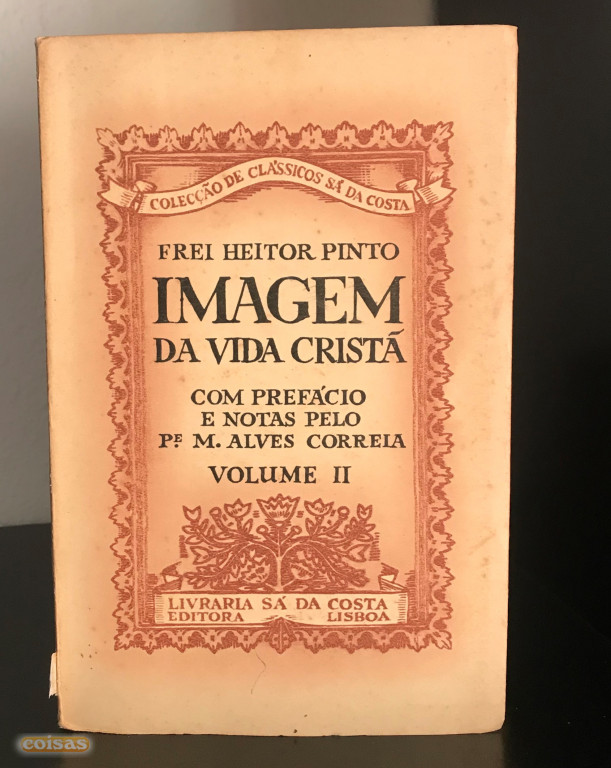 COLECÇÃO DE CLÁSSICOS SÁ DA COSTA
FREI HEITOR PINTO
IMAGEM
DA VIDA CRISTÃ
COM PREFÁCIO
E NOTAS PELO
P.E M. ALVES CORREIA
VOLUME II
LIVRARIA SÁ DA COSTA
EDITORA LISBOA
coisas